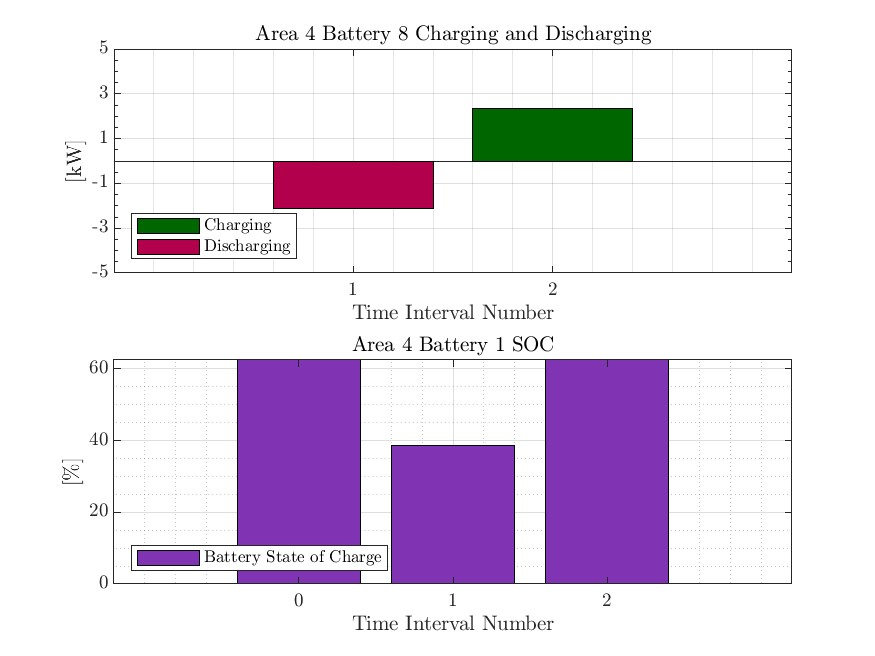 Area 4 Battery 8 Charging and Discharging
5
3
1
-1
-3
-5
[kW]
Charging
Discharging
1 2
Time Interval Number
Area 4 Battery 1 SOC
60
40
20
0
[%]
Battery State of Charge
0 1 2
Time Interval Number